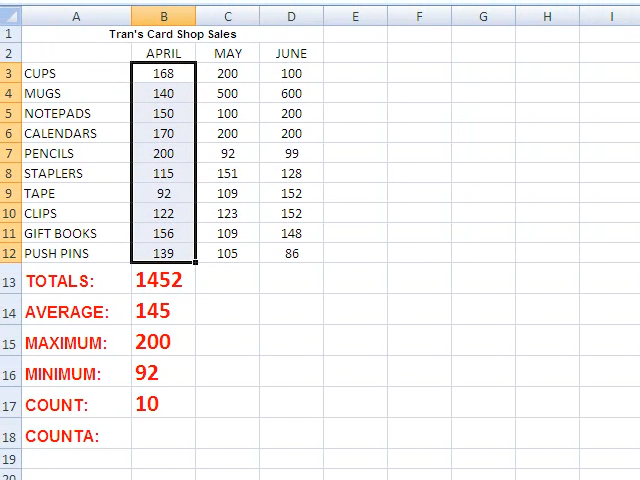 A B C D E F G H I
1 Tran's Card Shop Sales
2 APRIL MAY JUNE
3 CUPS 168 200 100
4 MUGS 140 500 600
5 NOTEPADS 150 100 200
6 CALENDARS 170 200 200
7 PENCILS 200 92 99
8 STAPLERS 115 151 128
9 TAPE 92 109 152
10 CLIPS 122 123 152
11 GIFT BOOKS 156 109 148
12 PUSH PINS 139 105 86
13 TOTALS: 1452
14 AVERAGE: 145
15 MAXIMUM: 200
16 MINIMUM: 92
17 COUNT: 10
18 COUNTA:
19
20